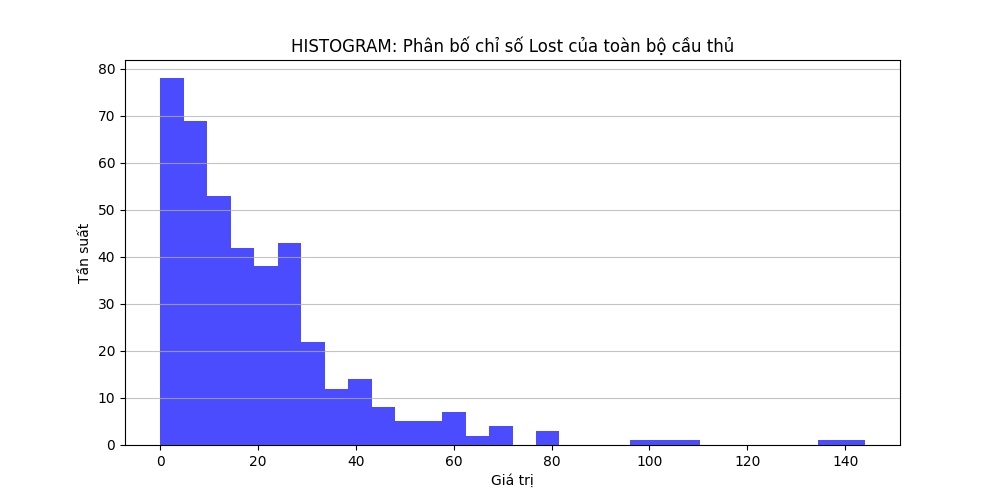 HISTOGRAM: Phân bố chỉ số Lost của toàn bộ cầu thủ
80
70
60
50
40
30
20
10
0
Tần suất
0 20 40 60 80 100 120 140
Giá trị